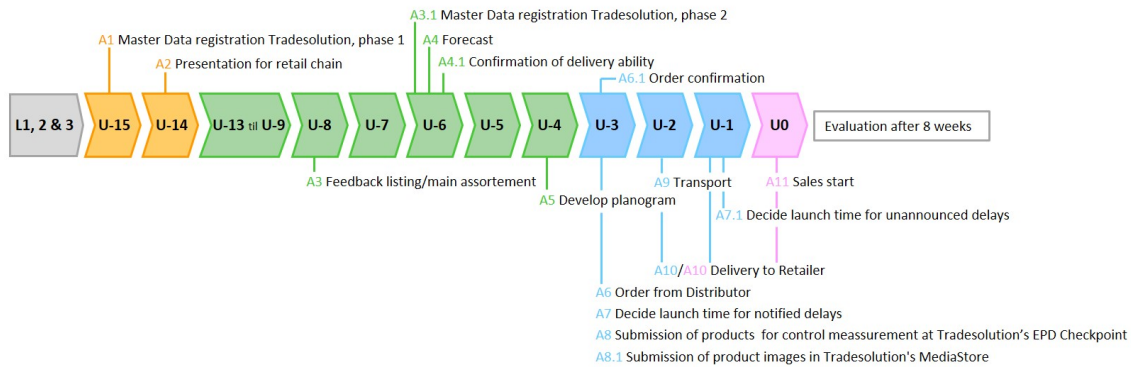 A3.1 Master Data registration Tradesolution, phase 2
A1 Master Data registration Tradesolution, phase 1
A4 Forecast
A2 Presentation for retail chain
A4.1 Confirmation of delivery ability
A6.1 Order confirmation
L1, 2 & 3
U-15
U-14
U-13 til U-9
U-8
U-7
U-6
U-5
U-4
U-3
U-2
U-1
U0
Evaluation after 8 weeks
A3 Feedback listing/main assortement
A9 Transport
A11 Sales start
A5 Develop planogram
A7.1 Decide launch time for unannounced delays
A10/A10 Delivery to Retailer
A6 Order from Distributor
A7 Decide launch time for notified delays
A8 Submission of products for control meassurement at Tradesolution’s EPD Checkpoint
A8.1 Submission of product images in Tradesolution's MediaStore